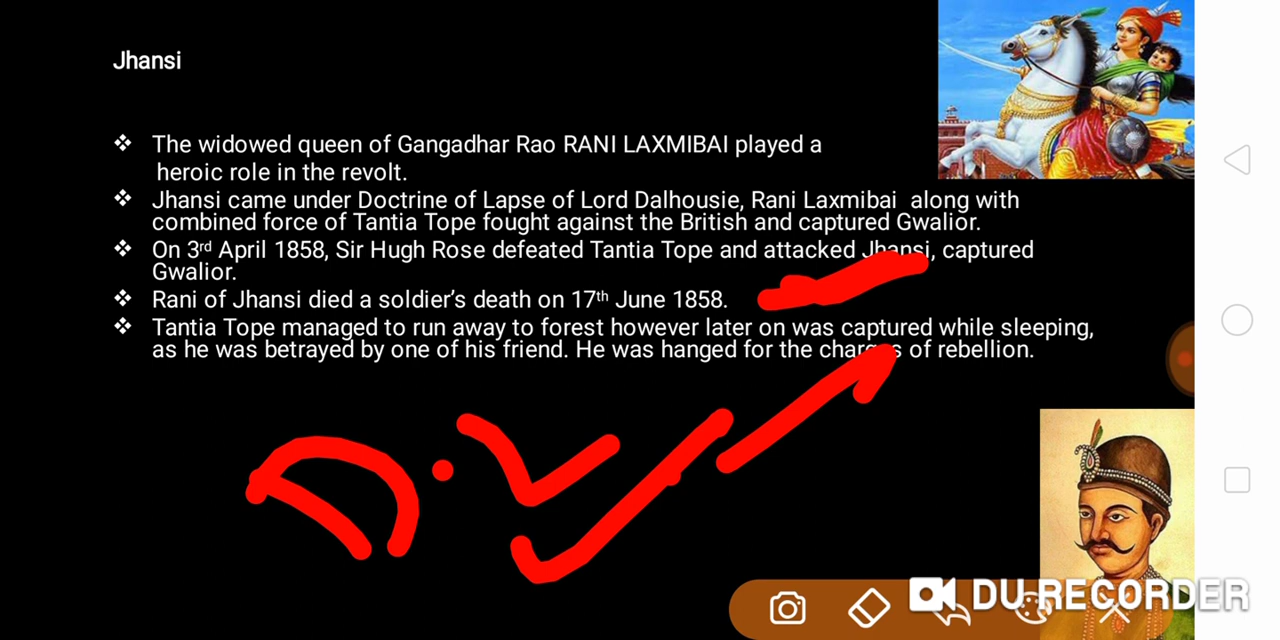 Jhansi
❖ The widowed queen of Gangadhar Rao RANI LAXMIBAI played a
heroic role in the revolt.
❖ Jhansi came under Doctrine of Lapse of Lord Dalhousie, Rani Laxmibai along with
combined force of Tantia Tope fought against the British and captured Gwalior.
❖ On 3rd April 1858, Sir Hugh Rose defeated Tantia Tope and attacked Jhansi, captured
Gwalior.
❖ Rani of Jhansi died a soldier’s death on 17th June 1858.
❖ Tantia Tope managed to run away to forest however later on was captured while sleeping,
as he was betrayed by one of his friend. He was hanged for the charges of rebellion.
DU RECORDER